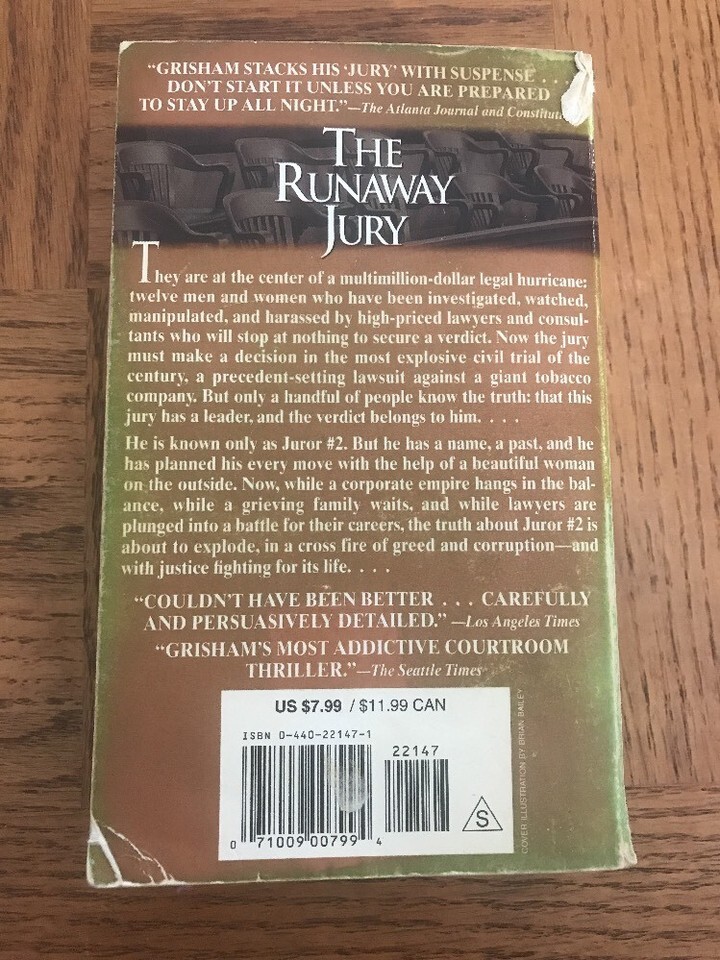 “GRISHAM STACKS HIS ‘JURY’ WITH SUSPENSE . . .
DON'T START IT UNLESS YOU ARE PREPARED
TO STAY UP ALL NIGHT.”—The Atlanta Journal and
THE
RUNAWAY
JURY
They are at the center of a multimillion-dollar legal hurricane:
twelve men and women who have been investigated, watched,
manipulated, and harassed by high-priced lawyers and consul-
tants who will stop at nothing to secure a verdict. Now the jury
must make a decision in the most explosive civil trial of the
century, a precedent-setting lawsuit against a giant tobacco
company. But only a handful of people know the truth: that this
jury has a leader, and the verdict belongs to him. . . .
He is known only as Juror #2. But he has a name, a past, and he
has planned his every move with the help of a beautiful woman
on the outside. Now, while a corporate empire hangs in the bal-
ance, while a grieving family waits, and while lawyers are
plunged into a battle for their careers, the truth about Juror #2 is
about to explode, in a cross fire of greed and corruption—and
with justice fighting for its life. . . .
“COULDN'T HAVE BEEN BETTER . . . CAREFULLY
AND PERSUASIVELY DETAILED.” —Los Angeles Times
“GRISHAM'S MOST ADDICTIVE COURTROOM
THRILLER.”—The Seattle Times
US $7.99 / $11.99 CAN
ISBN 0-440-22147-1
22147
0 71009 00799 4
S
COVER ILLUSTRATION BY BRIAN BAILEY